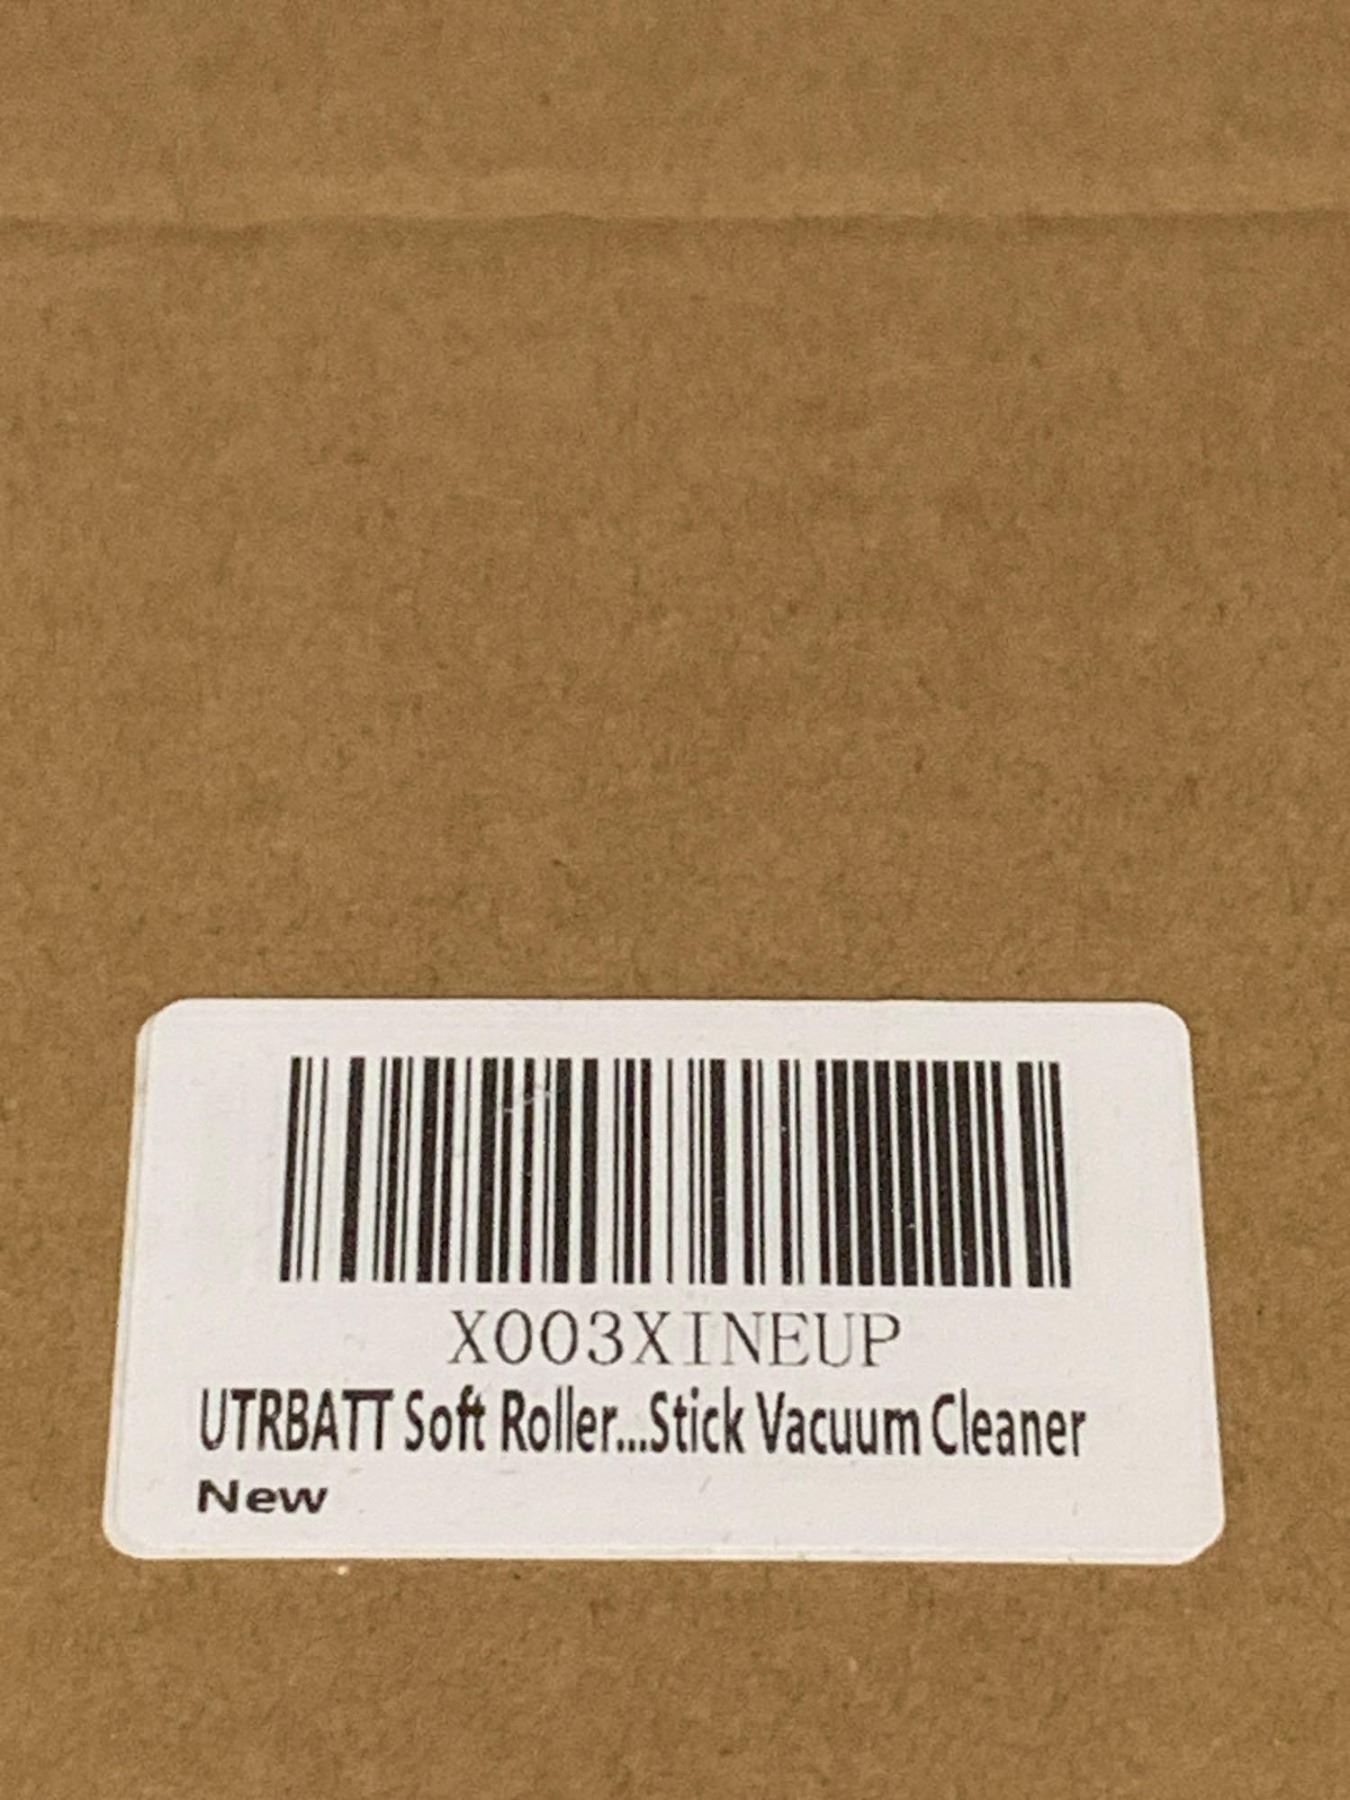 X003XINEUP
UTRBATT Soft Roller...Stick Vacuum Cleaner
New